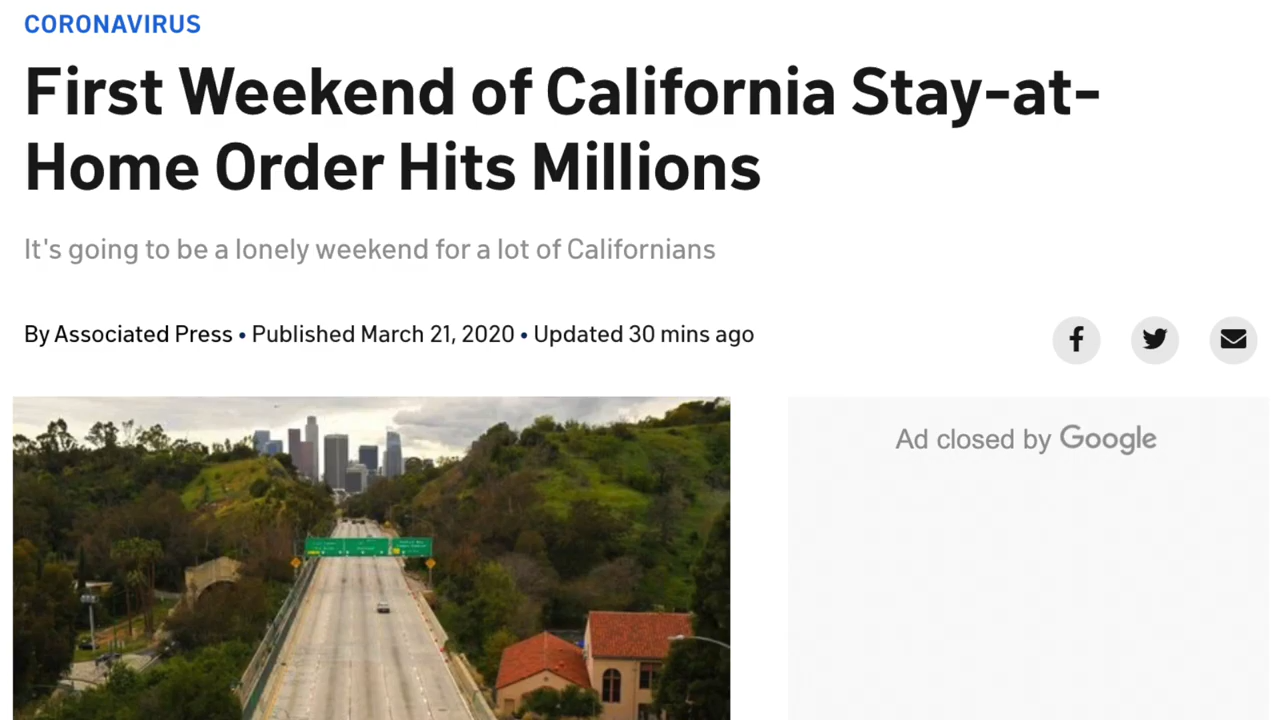 CORONAVIRUS
First Weekend of California Stay-at-
Home Order Hits Millions
It's going to be a lonely weekend for a lot of Californians
By Associated Press • Published March 21, 2020 • Updated 30 mins ago
Ad closed by Google